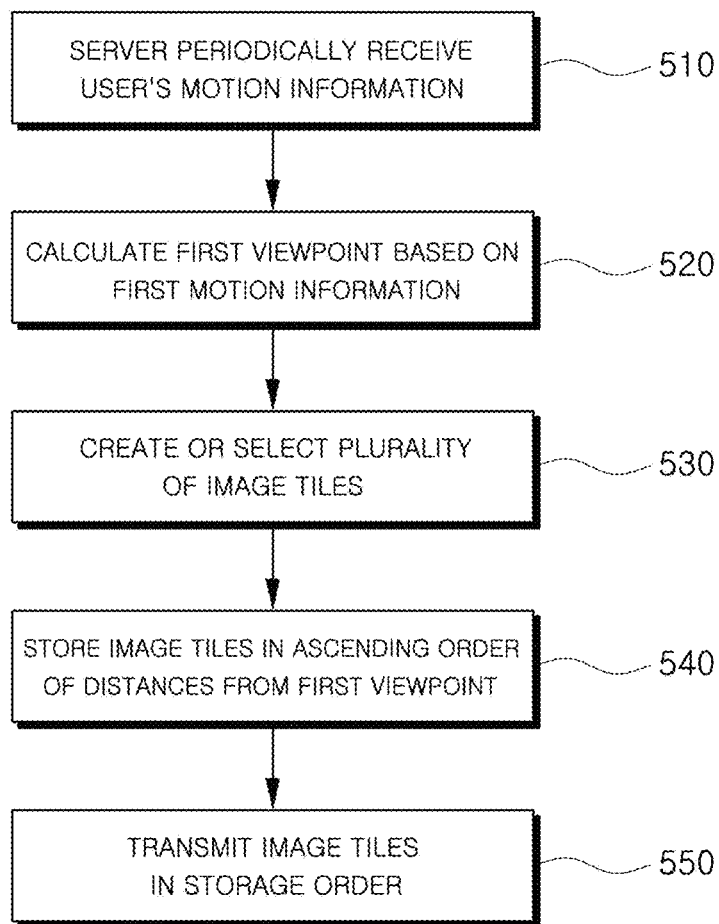 SERVER PERIODICALLY RECEIVE
USER'S MOTION INFORMATION
510
CALCULATE FIRST VIEWPOINT BASED ON
FIRST MOTION INFORMATION
520
CREATE OR SELECT PLURALITY
OF IMAGE TILES
530
STORE IMAGE TILES IN ASCENDING ORDER
OF DISTANCES FROM FIRST VIEWPOINT
540
TRANSMIT IMAGE TILES
IN STORAGE ORDER
550